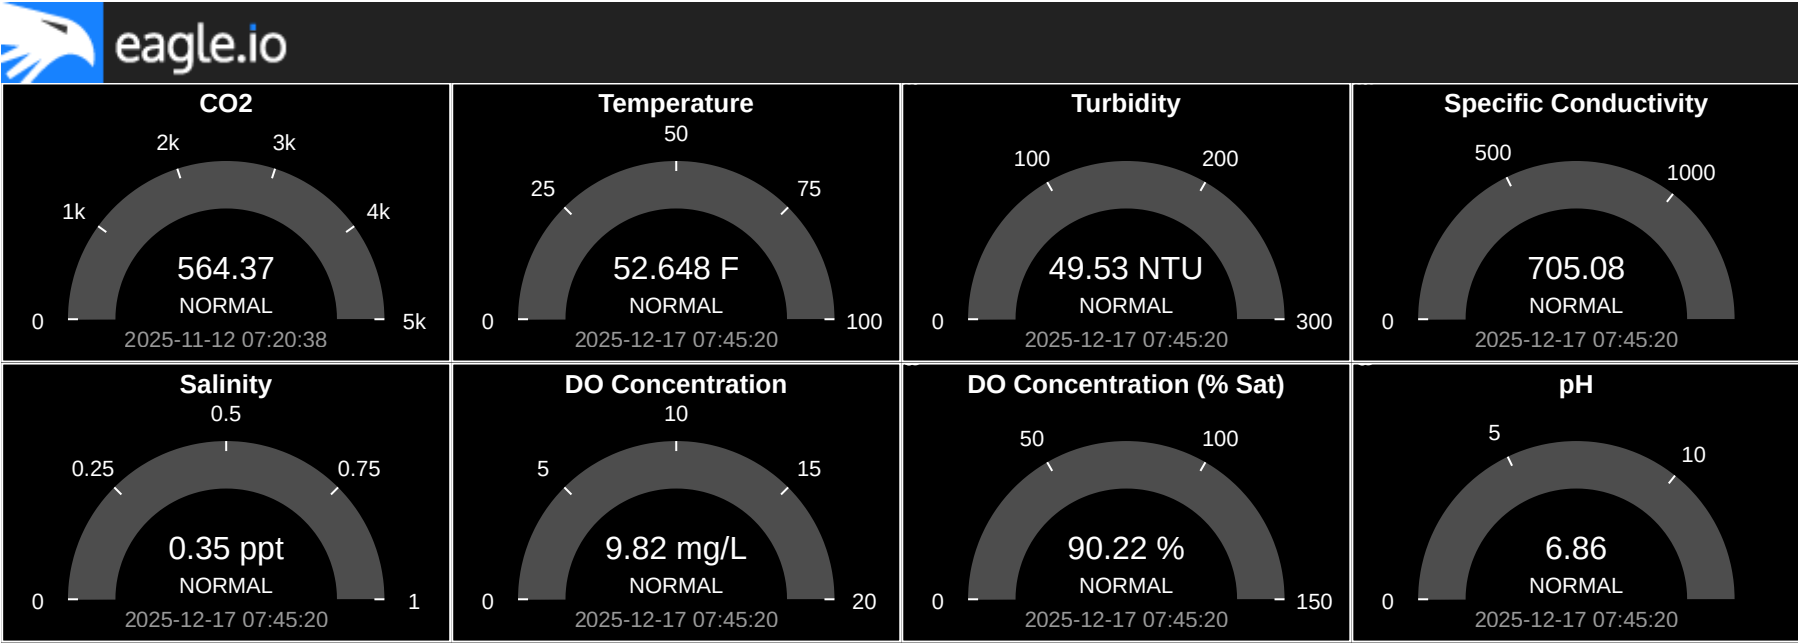 eagle.io
CO2
2k
3k
1k
4k
564.37
NORMAL
0
5k
2025-11-12 07:20:38
Temperature
50
25
75
52.648 F
NORMAL
0
100
2025-12-17 07:45:20
Turbidity
100
200
49.53 NTU
NORMAL
0
300
2025-12-17 07:45:20
Specific Conductivity
500
1000
705.08
NORMAL
0
2025-12-17 07:45:20
Salinity
0.5
0.25
0.75
0.35 ppt
NORMAL
0
1
2025-12-17 07:45:20
DO Concentration
10
5
15
9.82 mg/L
NORMAL
0
20
2025-12-17 07:45:20
DO Concentration (% Sat)
50
100
90.22 %
NORMAL
0
150
2025-12-17 07:45:20
pH
5
10
6.86
NORMAL
0
2025-12-17 07:45:20